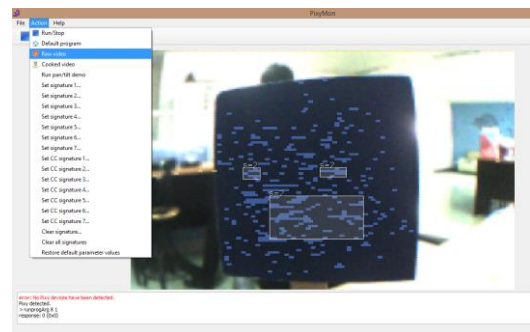 PixyMon
File Action Help
Run/Stop
Default program
Raw video
Cooked video
Run pan/tilt demo
Set signature 1...
Set signature 2...
Set signature 3...
Set signature 4...
Set signature 5...
Set signature 6...
Set signature 7...
Set CC signature 1...
Set CC signature 2...
Set CC signature 3...
Set CC signature 4...
Set CC signature 5...
Set CC signature 6...
Set CC signature 7...
Clear signature...
Clear all signatures
Restore default parameter values
error: No Pixy devices have been detected.
Pixy detected.
> runprogArg 8 1
response: 0 (0x0)